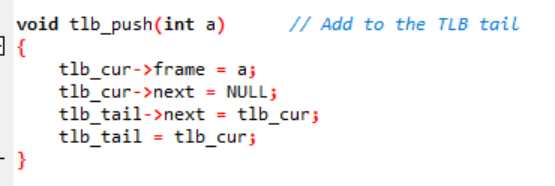 void tlb_push(int a)      // Add to the TLB tail
{
    tlb_cur->frame = a;
    tlb_cur->next = NULL;
    tlb_tail->next = tlb_cur;
    tlb_tail = tlb_cur;
}